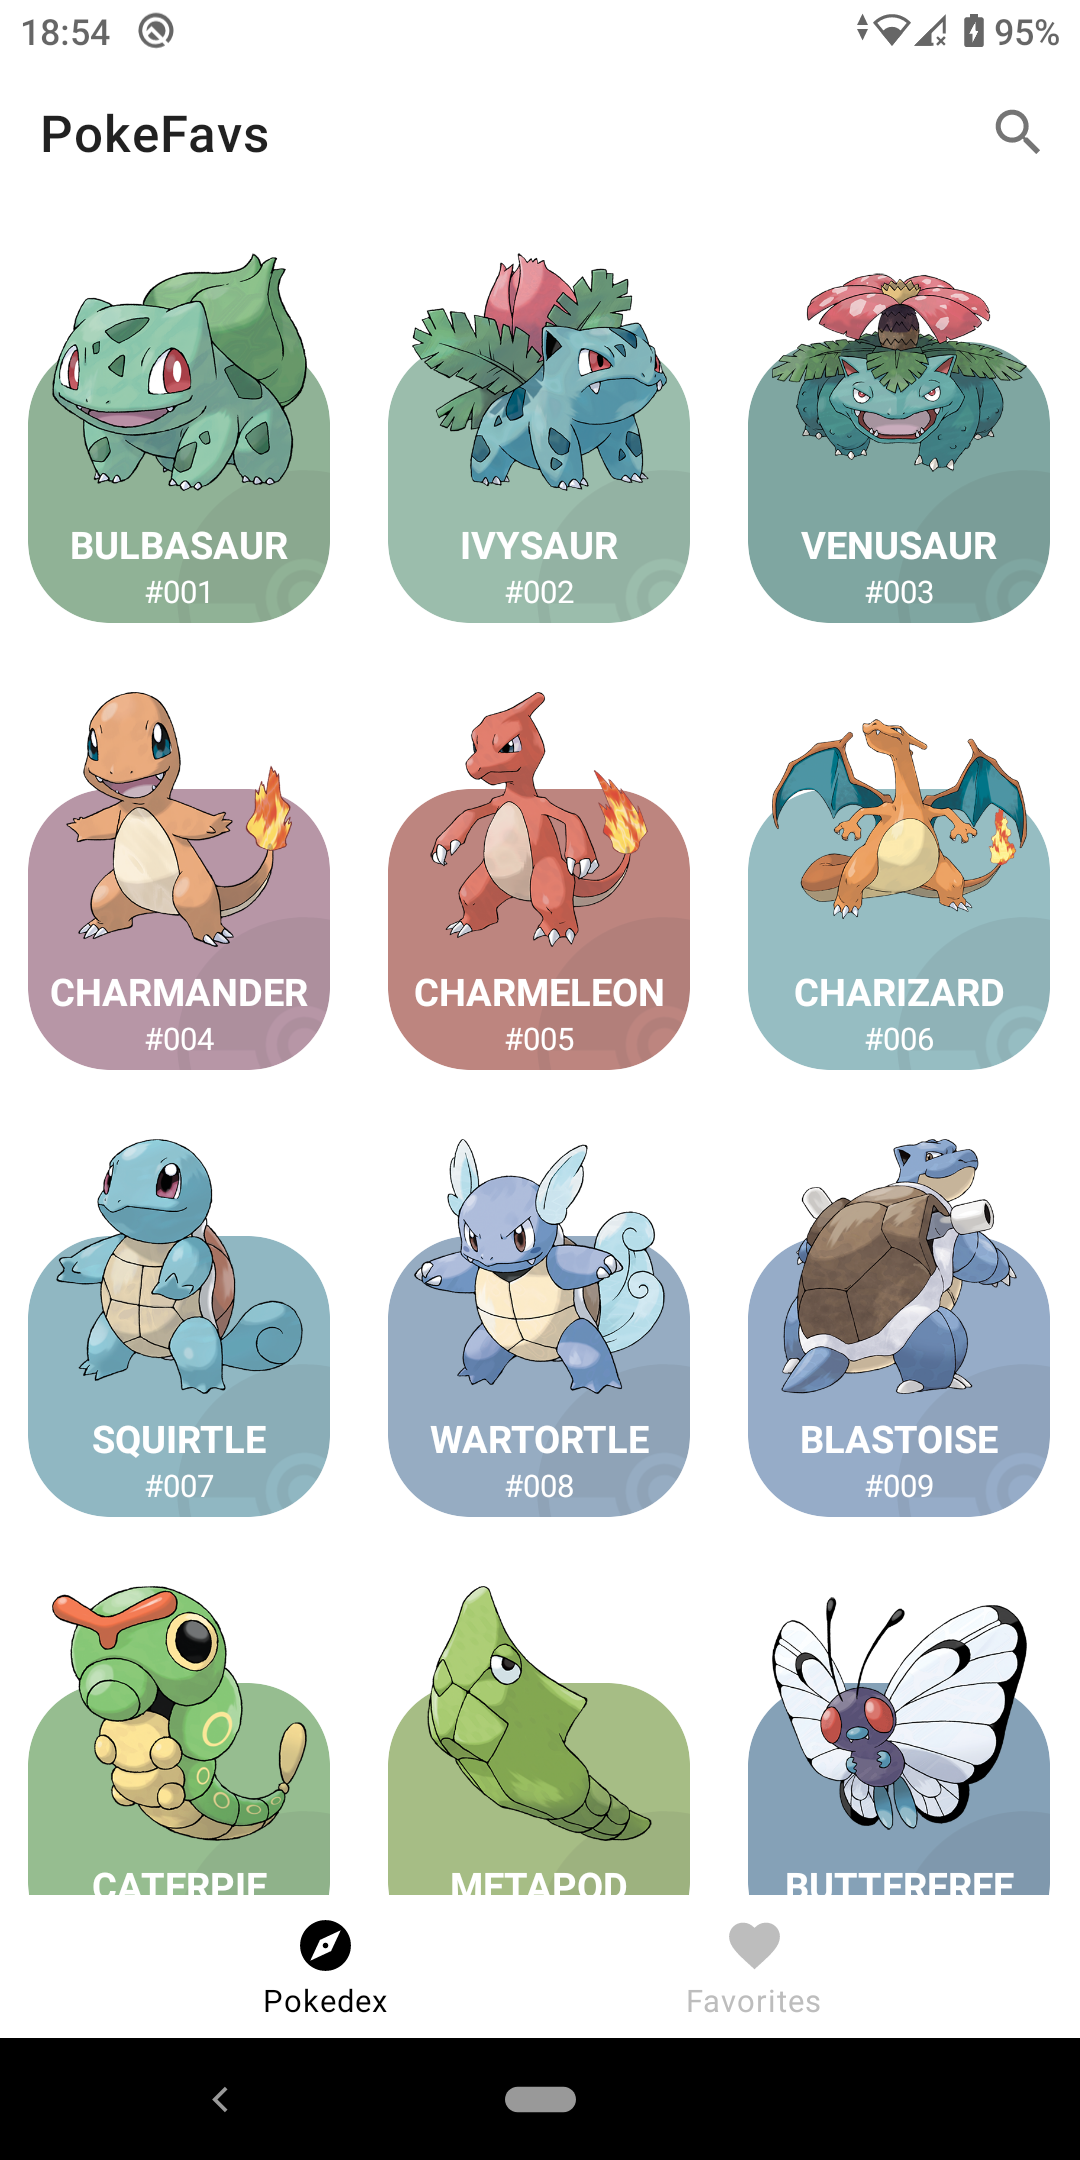 18:54 95%
PokeFavs
BULBASAUR IVYSAUR VENUSAUR
#001 #002 #003
CHARMANDER CHARMELEON CHARIZARD
#004 #005 #006
SQUIRTLE WARTORTLE BLASTOISE
#007 #008 #009
CATERPIE METAPOD BUTTERFREE
Pokedex Favorites